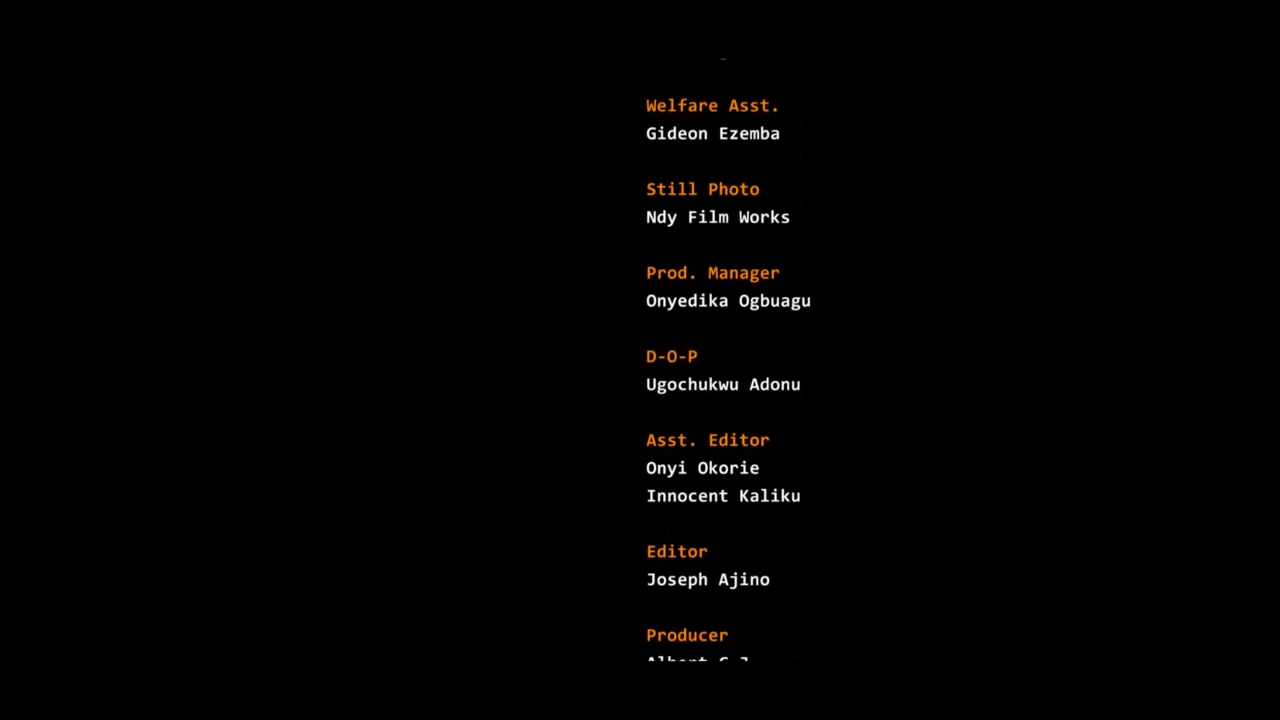 Welfare Asst.
Gideon Ezemba
Still Photo
Ndy Film Works
Prod. Manager
Onyedika Ogbuagu
D-O-P
Ugochukwu Adonu
Asst. Editor
Onyi Okorie
Innocent Kaliku
Editor
Joseph Ajino
Producer